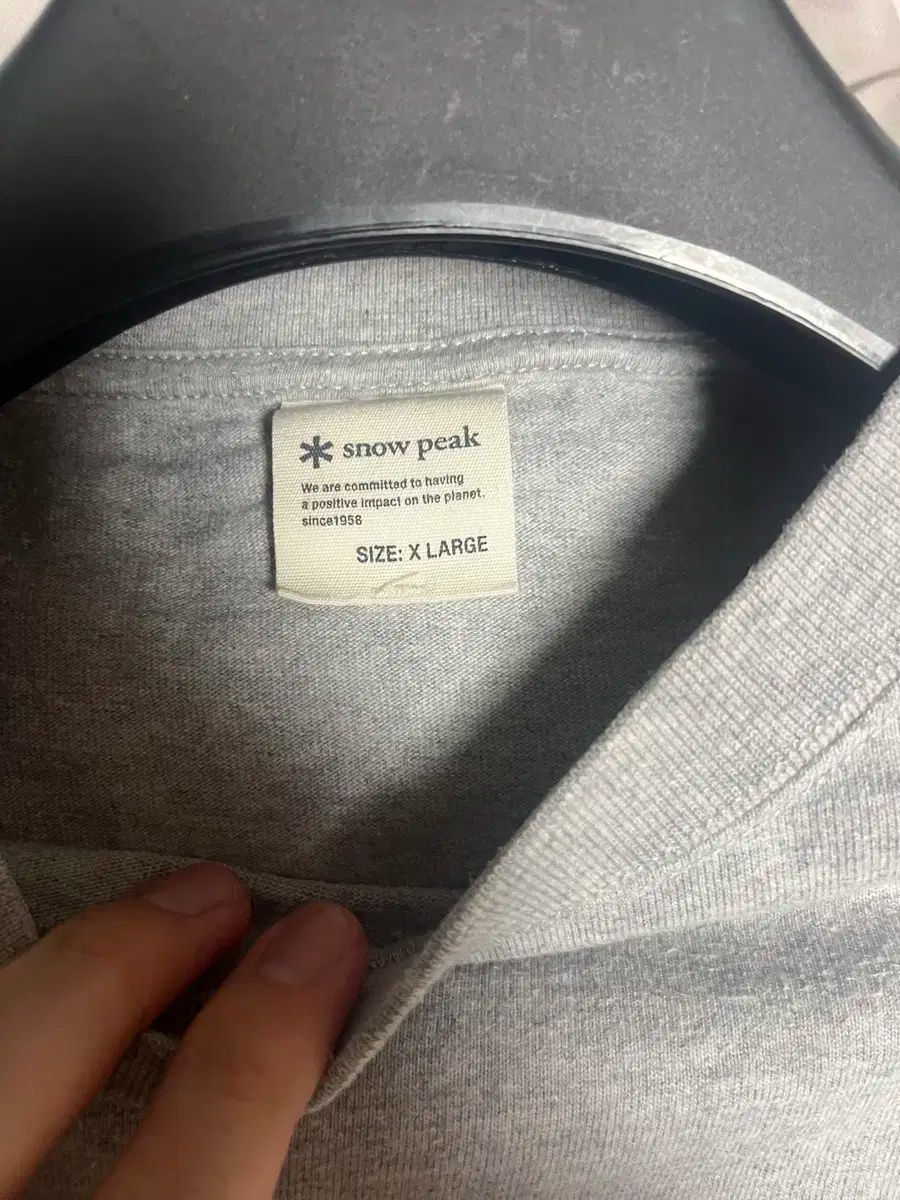 snow peak
We are committed to having
a positive impact on the planet.
since1958
SIZE: X LARGE